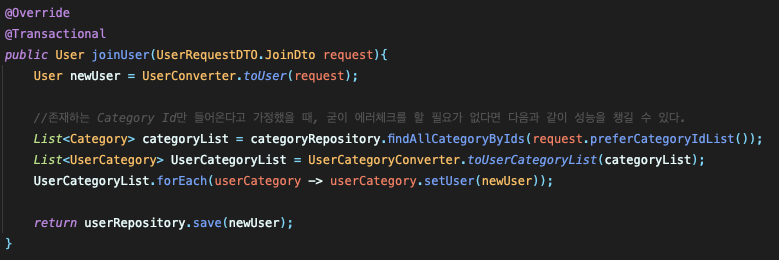 @Override
@Transactional
public User joinUser(UserRequestDTO.JoinDto request){
    User newUser = UserConverter.toUser(request);

    //존재하는 Category Id만 들어온다고 가정했을 때, 굳이 에러체크를 할 필요가 없다면 다음과 같이 성능을 챙길 수 있다.
    List<Category> categoryList = categoryRepository.findAllCategoryByIds(request.preferCategoryIdList());
    List<UserCategory> UserCategoryList = UserCategoryConverter.toUserCategoryList(categoryList);
    UserCategoryList.forEach(userCategory -> userCategory.setUser(newUser));

    return userRepository.save(newUser);
}